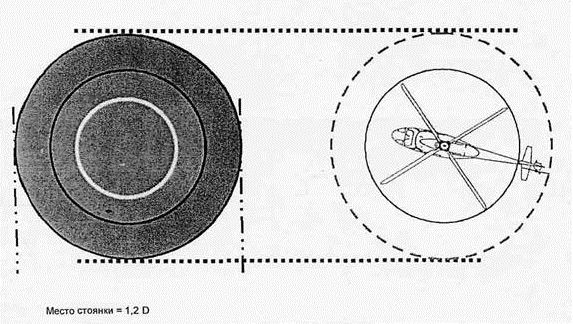 Место стоянки = 1,2 D